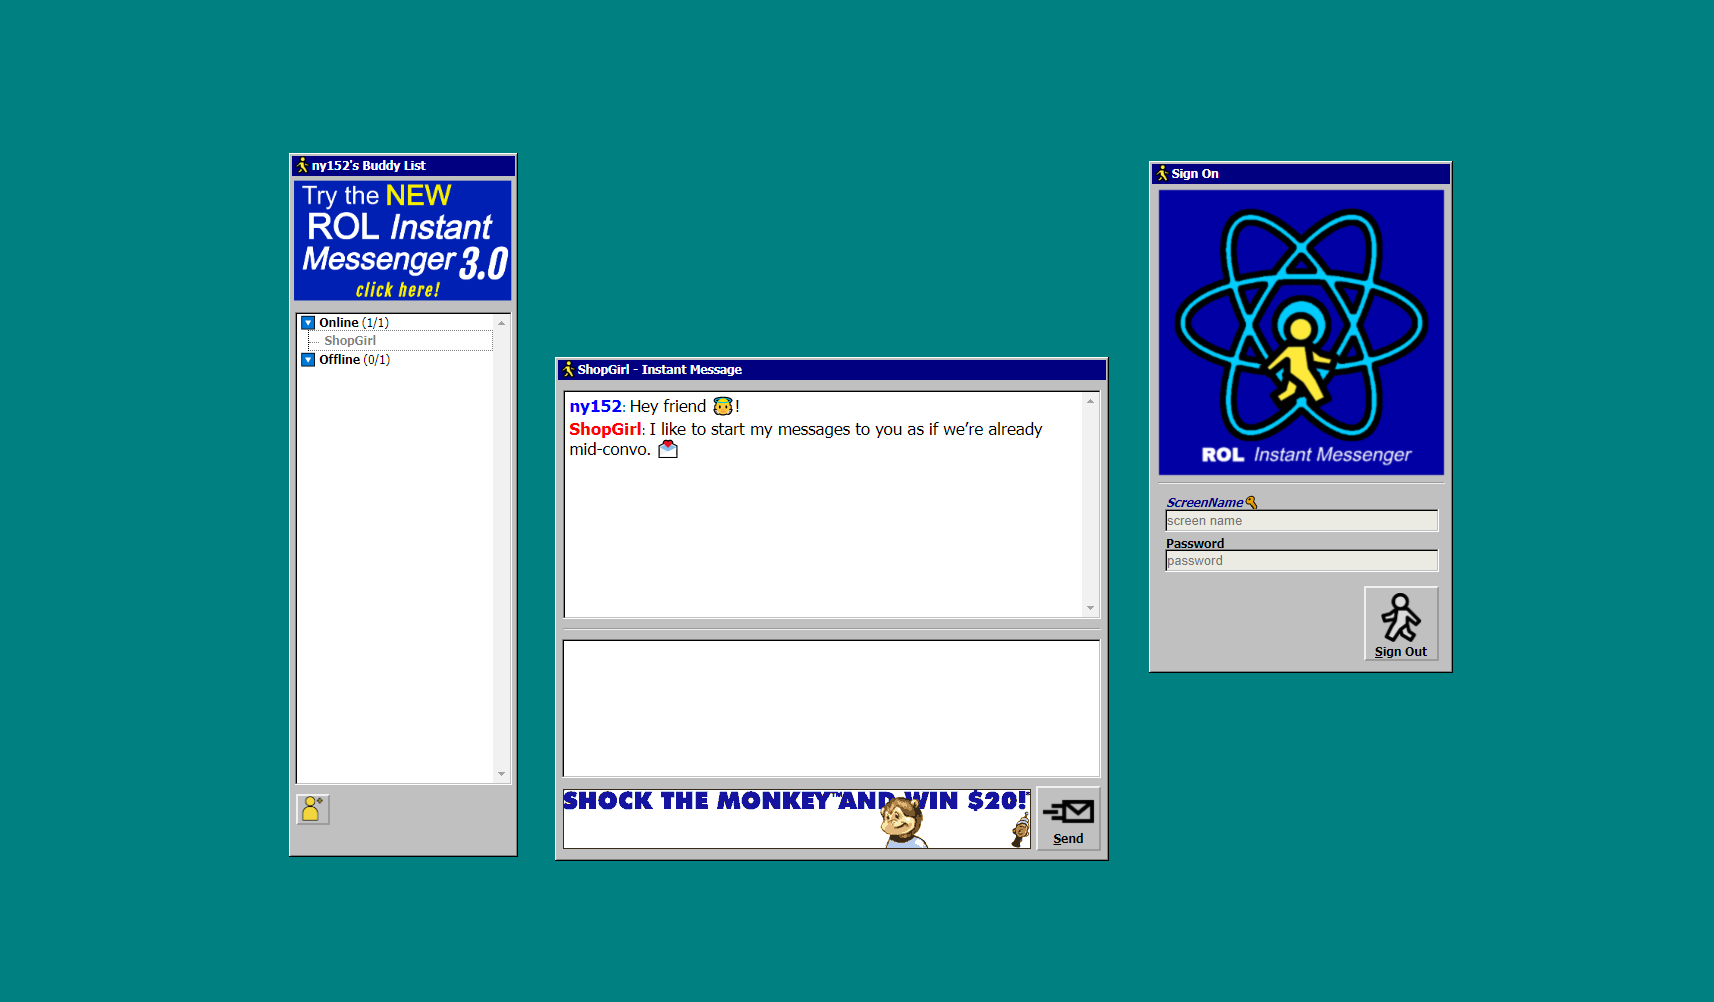 ny152's Buddy List
Try the NEW
ROL Instant
Messenger 3.0
click here!
Online (1/1)
ShopGirl
Offline (0/1)
ShopGirl - Instant Message
ny152: Hey friend 😇!
ShopGirl: I like to start my messages to you as if we’re already
mid-convo. 💌
SHOCK THE MONKEY™ AND WIN $20!*
Send
Sign On
ROL Instant Messenger
ScreenName
screen name
Password
password
Sign Out